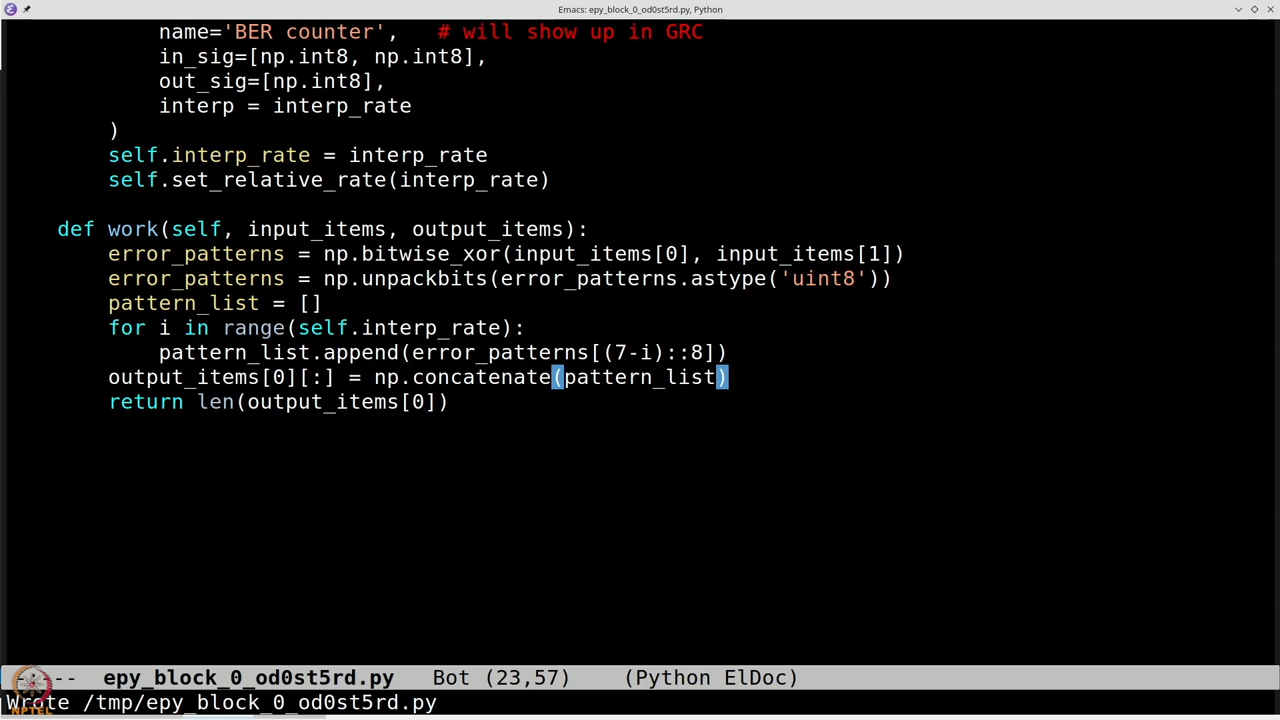 Emacs: epy_block_0_od0st5rd.py, Python
name='BER counter',   # will show up in GRC
in_sig=[np.int8, np.int8],
out_sig=[np.int8],
interp = interp_rate
)
self.interp_rate = interp_rate
self.set_relative_rate(interp_rate)
def work(self, input_items, output_items):
error_patterns = np.bitwise_xor(input_items[0], input_items[1])
error_patterns = np.unpackbits(error_patterns.astype('uint8'))
pattern_list = []
for i in range(self.interp_rate):
pattern_list.append(error_patterns[(7-i)::8])
output_items[0][:] = np.concatenate(pattern_list)
return len(output_items[0])
-- epy_block_0_od0st5rd.py   Bot (23,57)   (Python ElDoc)
Wrote /tmp/epy_block_0_od0st5rd.py
NPTEL